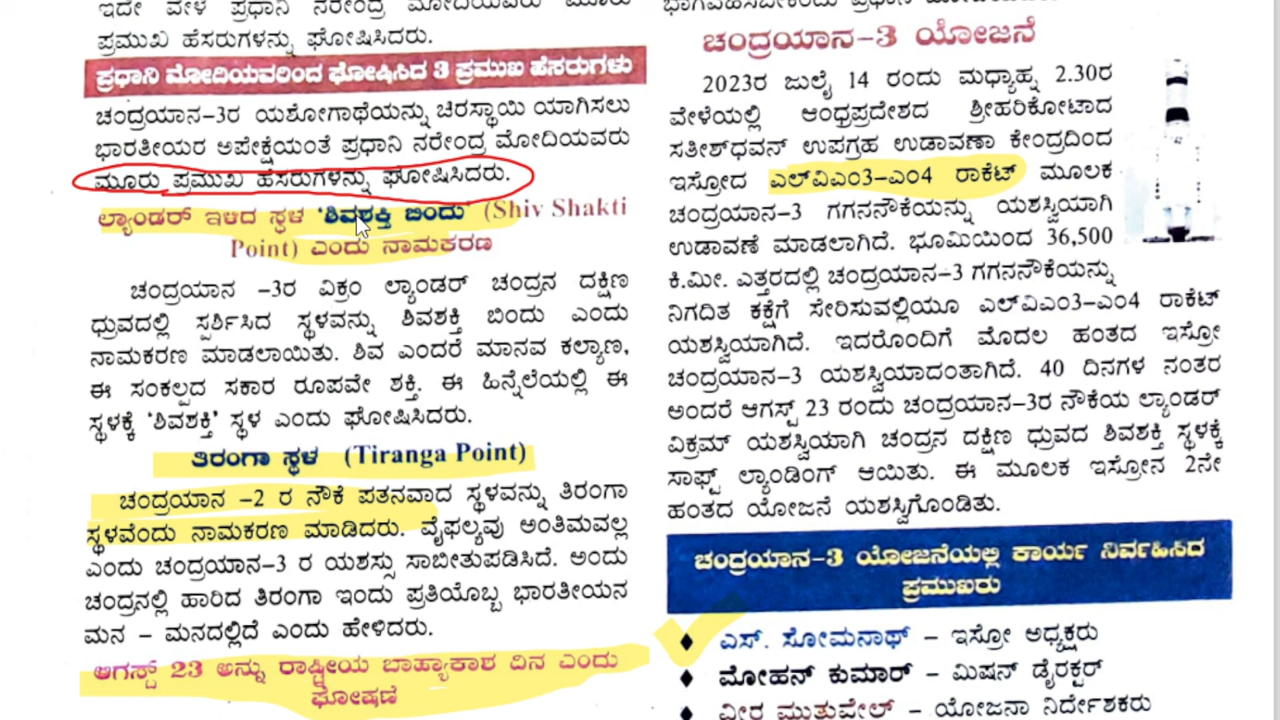 ಇದೇ ವೇಳೆ ಪ್ರಧಾನಿ ನರೇಂದ್ರ ಮೋದಿಯವರು ಮೂರು
ಪ್ರಮುಖ ಹೆಸರುಗಳನ್ನು ಘೋಷಿಸಿದರು.
ಪ್ರಧಾನಿ ಮೋದಿಯವರಿಂದ ಘೋಷಿಸಿದ 3 ಪ್ರಮುಖ ಹೆಸರುಗಳು
ಚಂದ್ರಯಾನ-3ರ ಯಶೋಗಾಥೆಯನ್ನು ಚಿರಸ್ಥಾಯಿ ಯಾಗಿಸಲು
ಭಾರತೀಯರ ಅಪೇಕ್ಷೆಯಂತೆ ಪ್ರಧಾನಿ ನರೇಂದ್ರ ಮೋದಿಯವರು
ಮೂರು ಪ್ರಮುಖ ಹೆಸರುಗಳನ್ನು ಘೋಷಿಸಿದರು.
ಲ್ಯಾಂಡರ್ ಇಳಿದ ಸ್ಥಳ 'ಶಿವಶಕ್ತಿ ಬಿಂದು' (Shiv Shakti
Point) ಎಂದು ನಾಮಕರಣ
ಚಂದ್ರಯಾನ -3ರ ವಿಕ್ರಂ ಲ್ಯಾಂಡರ್ ಚಂದ್ರನ ದಕ್ಷಿಣ
ಧ್ರುವದಲ್ಲಿ ಸ್ಪರ್ಶಿಸಿದ ಸ್ಥಳವನ್ನು ಶಿವಶಕ್ತಿ ಬಿಂದು ಎಂದು
ನಾಮಕರಣ ಮಾಡಲಾಯಿತು. ಶಿವ ಎಂದರೆ ಮಾನವ ಕಲ್ಯಾಣ,
ಈ ಸಂಕಲ್ಪದ ಸಕಾರ ರೂಪವೇ ಶಕ್ತಿ. ಈ ಹಿನ್ನೆಲೆಯಲ್ಲಿ ಈ
ಸ್ಥಳಕ್ಕೆ 'ಶಿವಶಕ್ತಿ' ಸ್ಥಳ ಎಂದು ಘೋಷಿಸಿದರು.
ತಿರಂಗಾ ಸ್ಥಳ (Tiranga Point)
ಚಂದ್ರಯಾನ -2 ರ ನೌಕೆ ಪತನವಾದ ಸ್ಥಳವನ್ನು ತಿರಂಗಾ
ಸ್ಥಳವೆಂದು ನಾಮಕರಣ ಮಾಡಿದರು. ವೈಫಲ್ಯವು ಅಂತಿಮವಲ್ಲ
ಎಂದು ಚಂದ್ರಯಾನ-3 ರ ಯಶಸ್ಸು ಸಾಬೀತುಪಡಿಸಿದೆ. ಅಂದು
ಚಂದ್ರನಲ್ಲಿ ಹಾರಿದ ತಿರಂಗಾ ಇಂದು ಪ್ರತಿಯೊಬ್ಬ ಭಾರತೀಯನ
ಮನ - ಮನದಲ್ಲಿದೆ ಎಂದು ಹೇಳಿದರು.
ಆಗಸ್ಟ್ 23 ಅನ್ನು ರಾಷ್ಟ್ರೀಯ ಬಾಹ್ಯಾಕಾಶ ದಿನ ಎಂದು
ಘೋಷಣೆ
ಚಂದ್ರಯಾನ-3 ಯೋಜನೆ
2023ರ ಜುಲೈ 14 ರಂದು ಮಧ್ಯಾಹ್ನ 2.30ರ
ವೇಳೆಯಲ್ಲಿ ಆಂಧ್ರಪ್ರದೇಶದ ಶ್ರೀಹರಿಕೋಟಾದ
ಸತೀಶ್‌ಧವನ್ ಉಪಗ್ರಹ ಉಡಾವಣಾ ಕೇಂದ್ರದಿಂದ
ಇಸ್ರೋದ ಎಲ್‌ವಿಎಂ3-ಎಂ4 ರಾಕೆಟ್ ಮೂಲಕ
ಚಂದ್ರಯಾನ-3 ಗಗನನೌಕೆಯನ್ನು ಯಶಸ್ವಿಯಾಗಿ
ಉಡಾವಣೆ ಮಾಡಲಾಗಿದೆ. ಭೂಮಿಯಿಂದ 36,500
ಕಿ.ಮೀ. ಎತ್ತರದಲ್ಲಿ ಚಂದ್ರಯಾನ-3 ಗಗನನೌಕೆಯನ್ನು
ನಿಗದಿತ ಕಕ್ಷೆಗೆ ಸೇರಿಸುವಲ್ಲಿಯೂ ಎಲ್‌ವಿಎಂ3-ಎಂ4 ರಾಕೆಟ್
ಯಶಸ್ವಿಯಾಗಿದೆ. ಇದರೊಂದಿಗೆ ಮೊದಲ ಹಂತದ ಇಸ್ರೋ
ಚಂದ್ರಯಾನ-3 ಯಶಸ್ವಿಯಾದಂತಾಗಿದೆ. 40 ದಿನಗಳ ನಂತರ
ಅಂದರೆ ಆಗಸ್ಟ್ 23 ರಂದು ಚಂದ್ರಯಾನ-3ರ ನೌಕೆಯ ಲ್ಯಾಂಡರ್
ವಿಕ್ರಮ್ ಯಶಸ್ವಿಯಾಗಿ ಚಂದ್ರನ ದಕ್ಷಿಣ ಧ್ರುವದ ಶಿವಶಕ್ತಿ ಸ್ಥಳಕ್ಕೆ
ಸಾಫ್ಟ್ ಲ್ಯಾಂಡಿಂಗ್ ಆಯಿತು. ಈ ಮೂಲಕ ಇಸ್ರೋನ 2ನೇ
ಹಂತದ ಯೋಜನೆ ಯಶಸ್ವಿಗೊಂಡಿತು.
ಚಂದ್ರಯಾನ-3 ಯೋಜನೆಯಲ್ಲಿ ಕಾರ್ಯ ನಿರ್ವಹಿಸಿದ
ಪ್ರಮುಖರು
♦ ಎಸ್. ಸೋಮನಾಥ್ - ಇಸ್ರೋ ಅಧ್ಯಕ್ಷರು
♦ ಮೋಹನ್ ಕುಮಾರ್ - ಮಿಷನ್ ಡೈರಕ್ಟರ್
♦ ವೀರ ಮುತುವೇಲ್ - ಯೋಜನಾ ನಿರ್ದೇಶಕರು